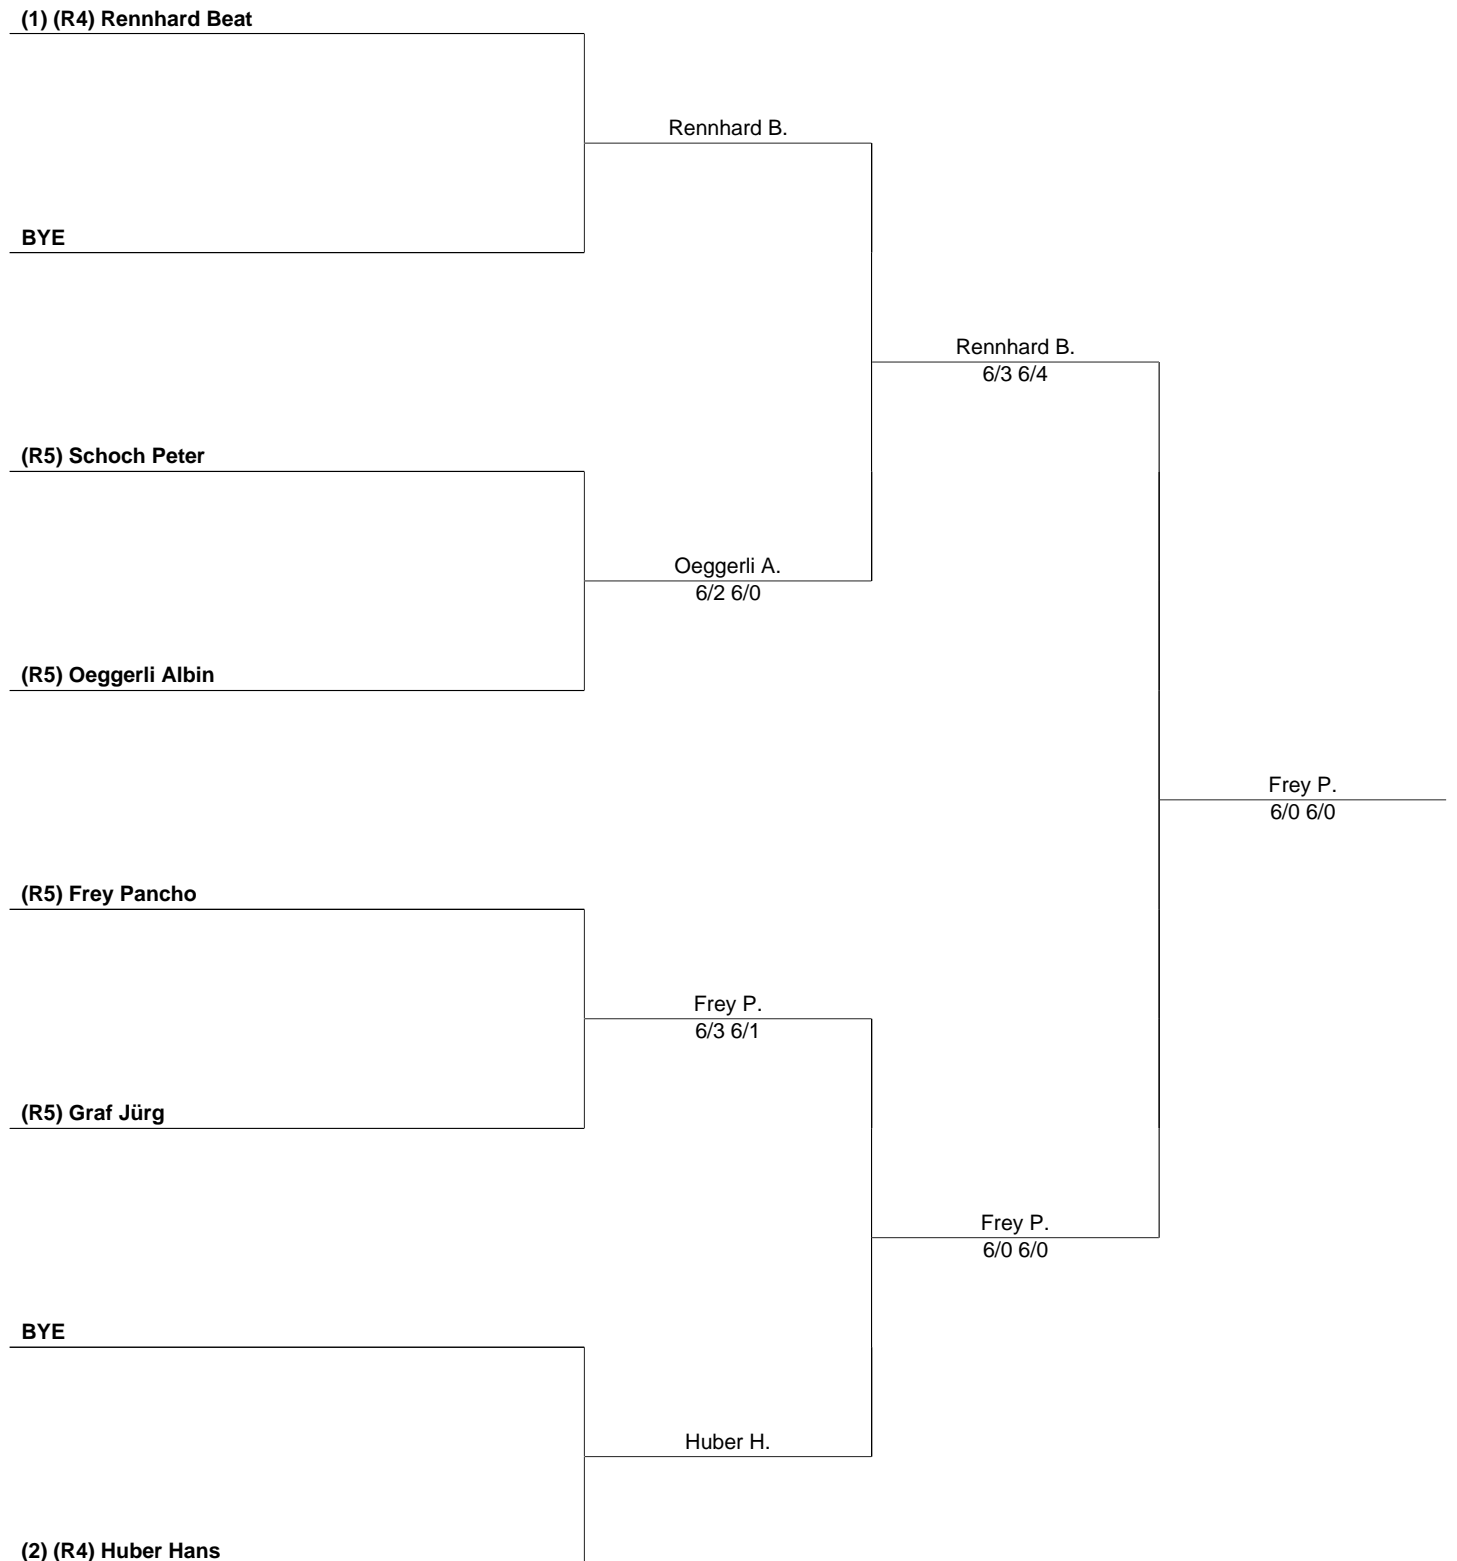 (1) (R4) Rennhard Beat
Rennhard B.
BYE
Rennhard B.
6/3 6/4
(R5) Schoch Peter
Oeggerli A.
6/2 6/0
(R5) Oeggerli Albin
Frey P.
6/0 6/0
(R5) Frey Pancho
Frey P.
6/3 6/1
(R5) Graf Jürg
Frey P.
6/0 6/0
BYE
Huber H.
(2) (R4) Huber Hans